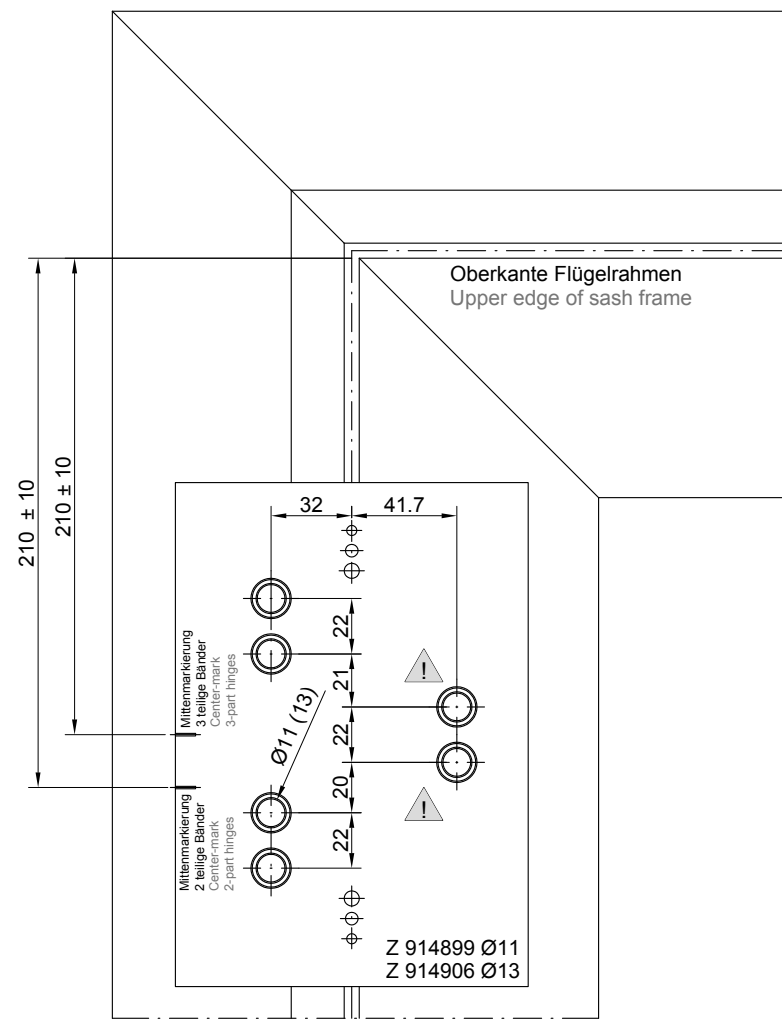 Oberkante Flügelrahmen
Upper edge of sash frame
210 ± 10
210 ± 10
32
41.7
22
21
22
20
22
Ø11 (13)
!
!
Mittenmarkierung
3 teilige Bänder
Center-mark
3-part hinges
Mittenmarkierung
2 teilige Bänder
Center-mark
2-part hinges
Z 914899 Ø11
Z 914906 Ø13